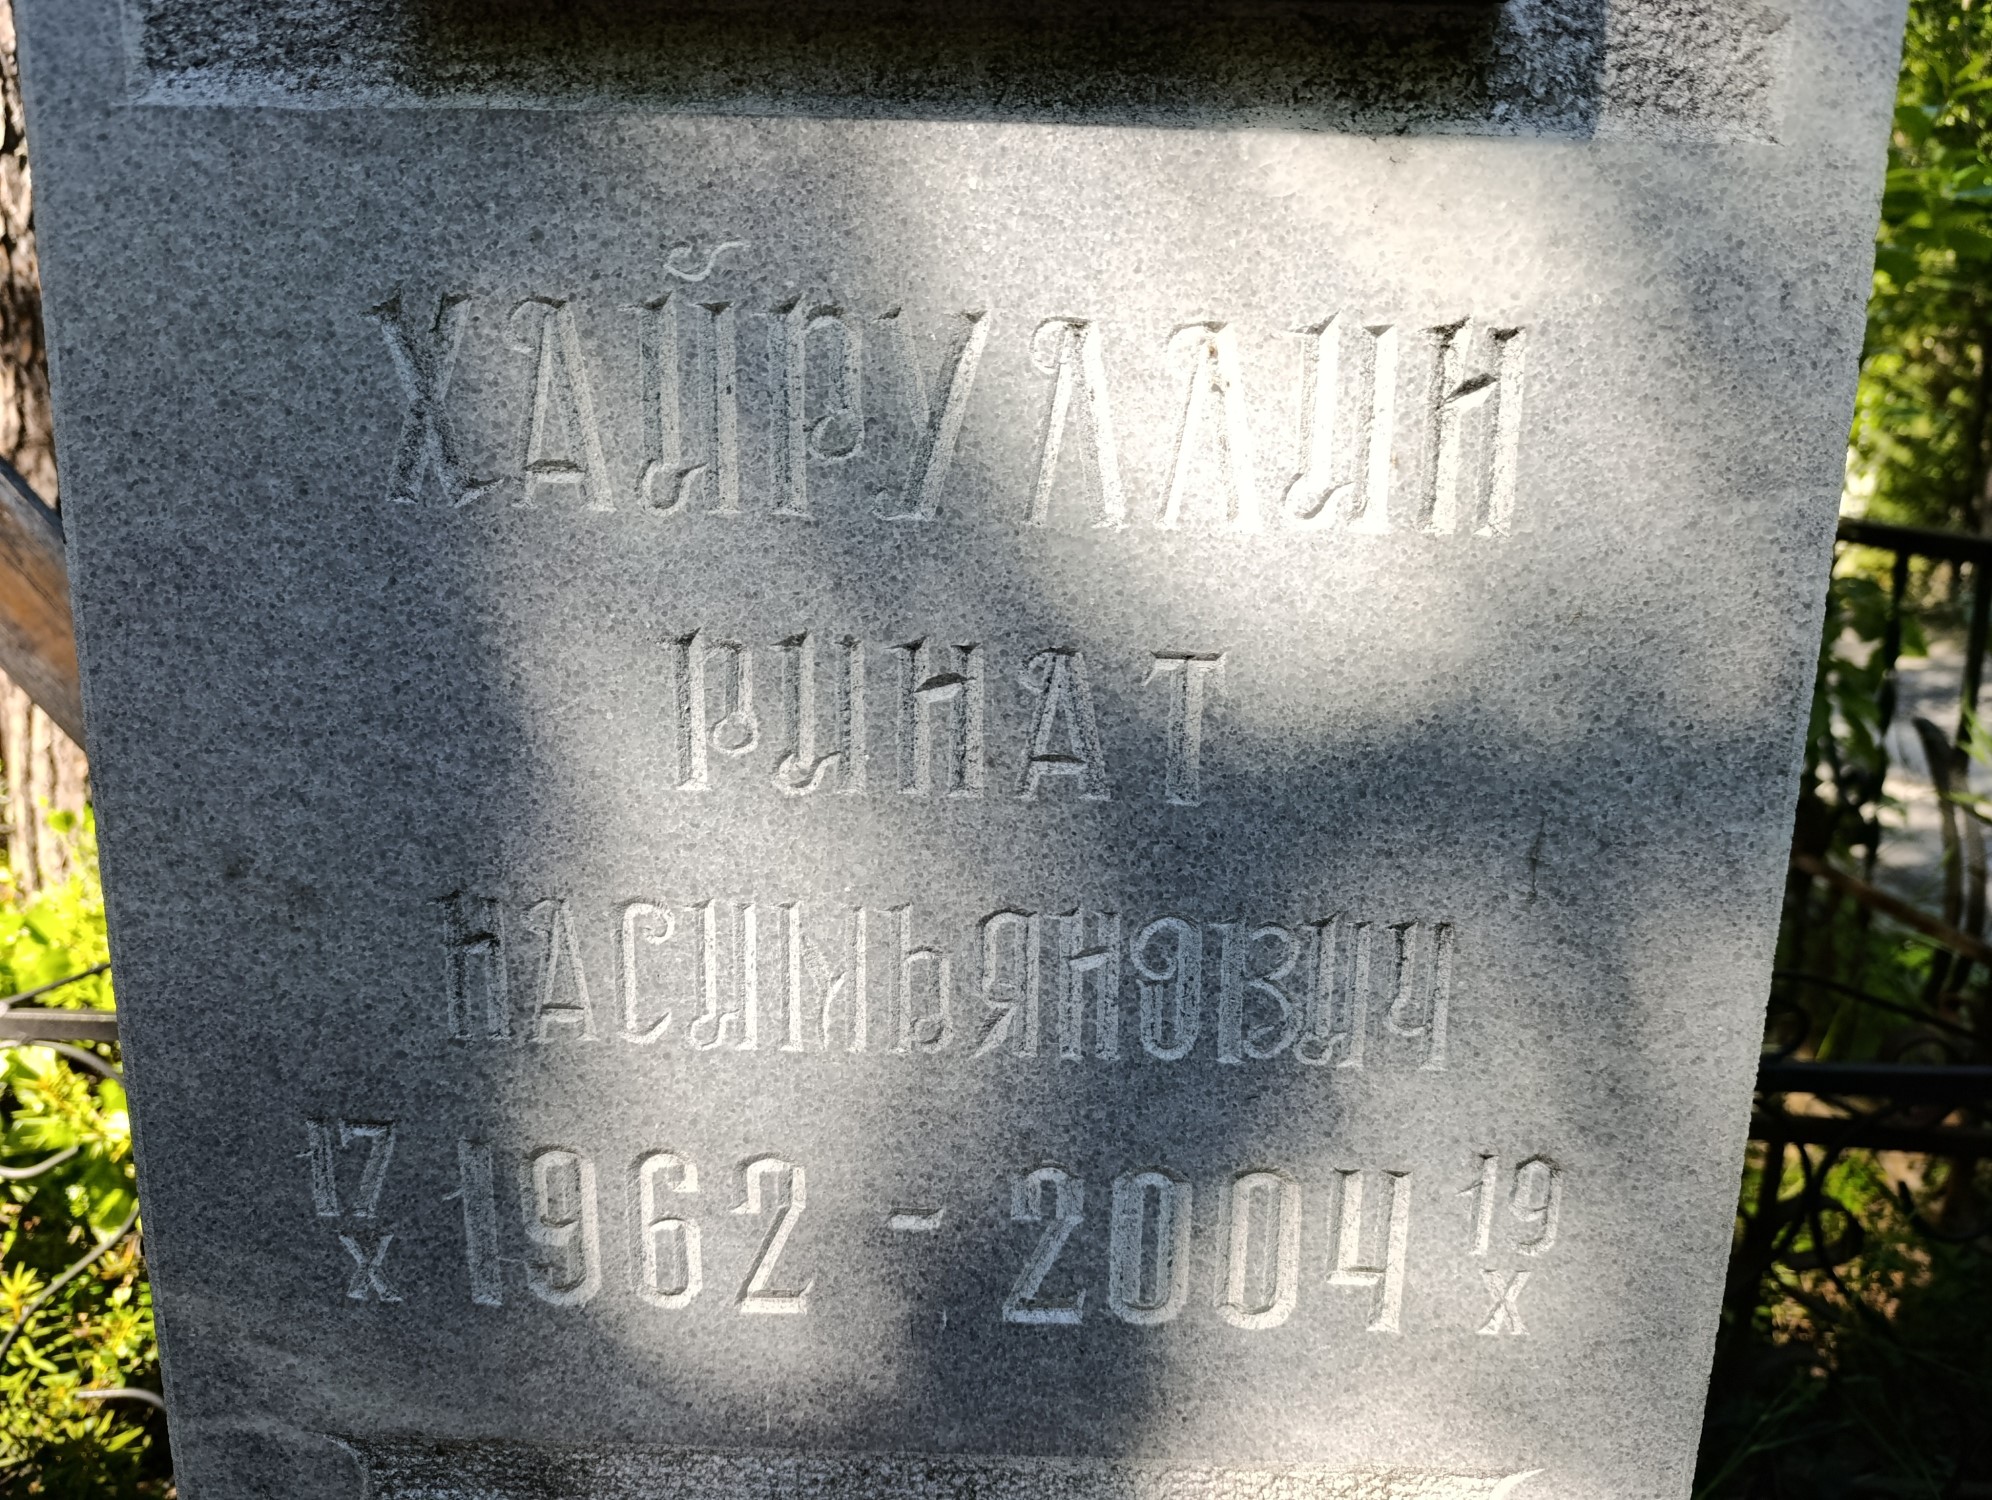 ХАЙРУЛЛИН
РИНАТ
НАСИМЬЯНОВИЧ
17 X 1962 - 2004 19 X